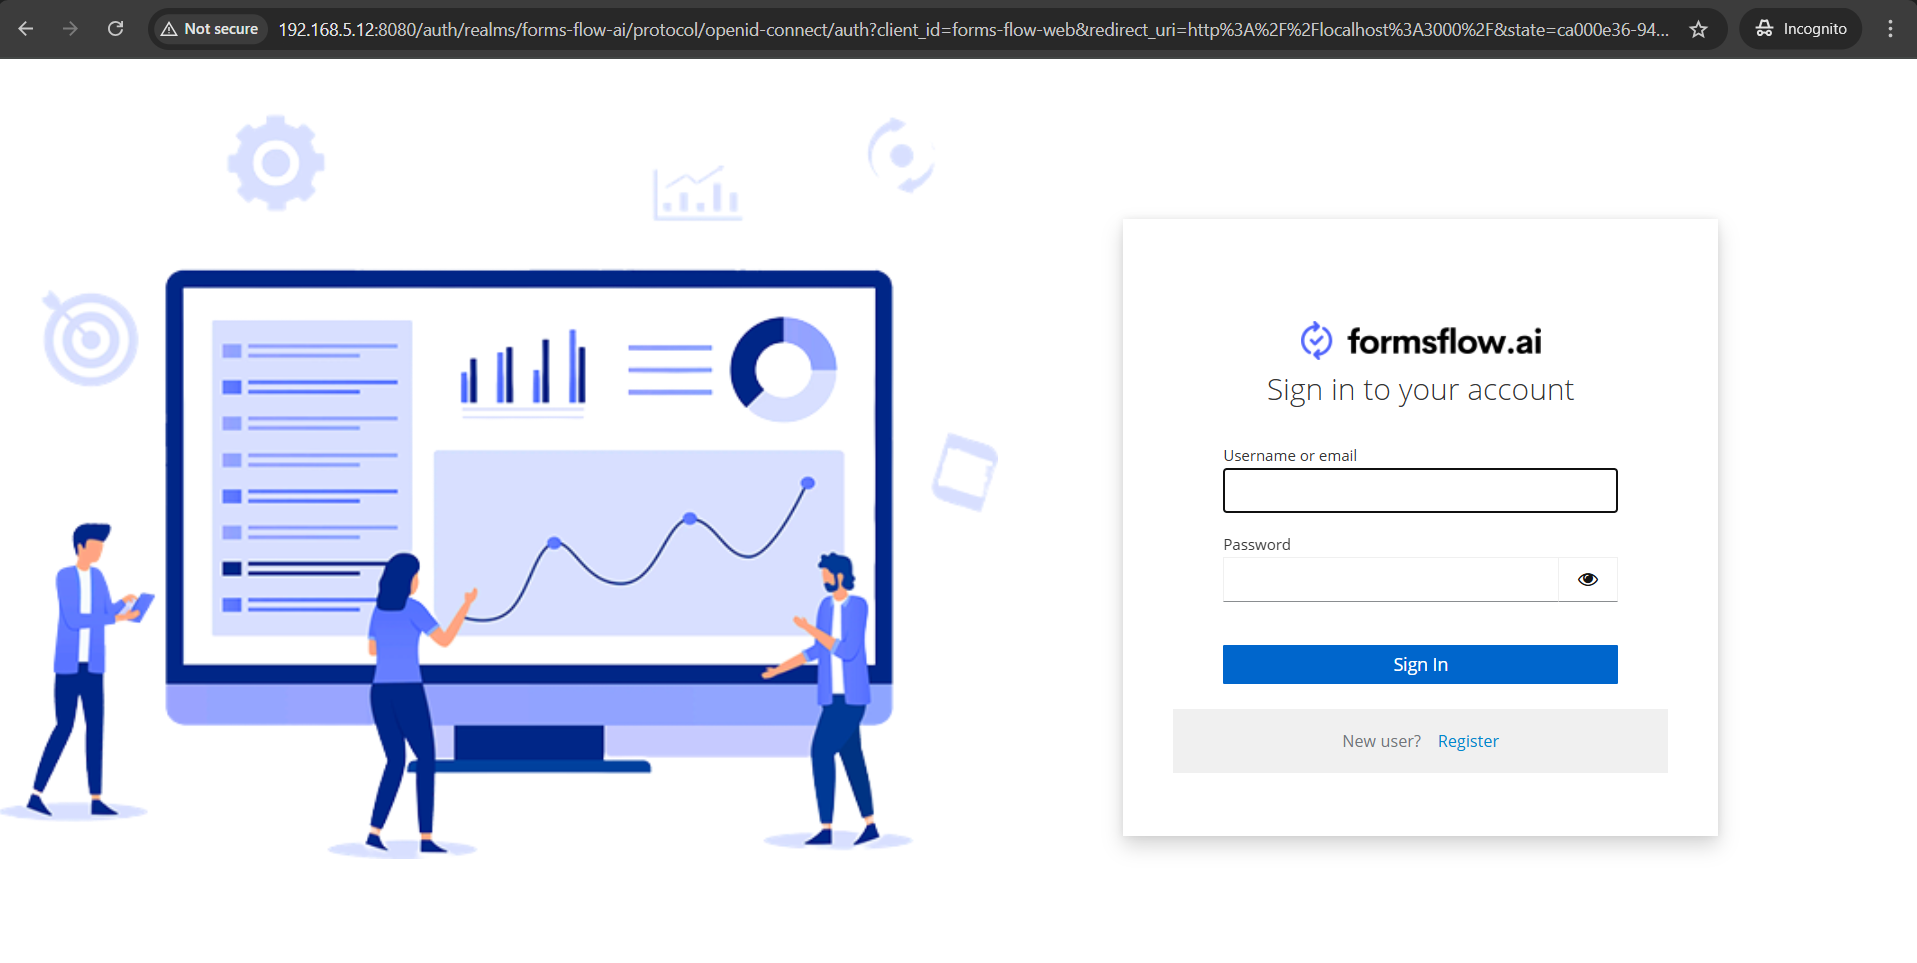 Not secure 192.168.5.12:8080/auth/realms/forms-flow-ai/protocol/openid-connect/auth?client_id=forms-flow-web&redirect_uri=http%3A%2F%2Flocalhost%3A3000%2F&state=ca000e36-94... Incognito
formsflow.ai
Sign in to your account
Username or email
Password
Sign In
New user? Register